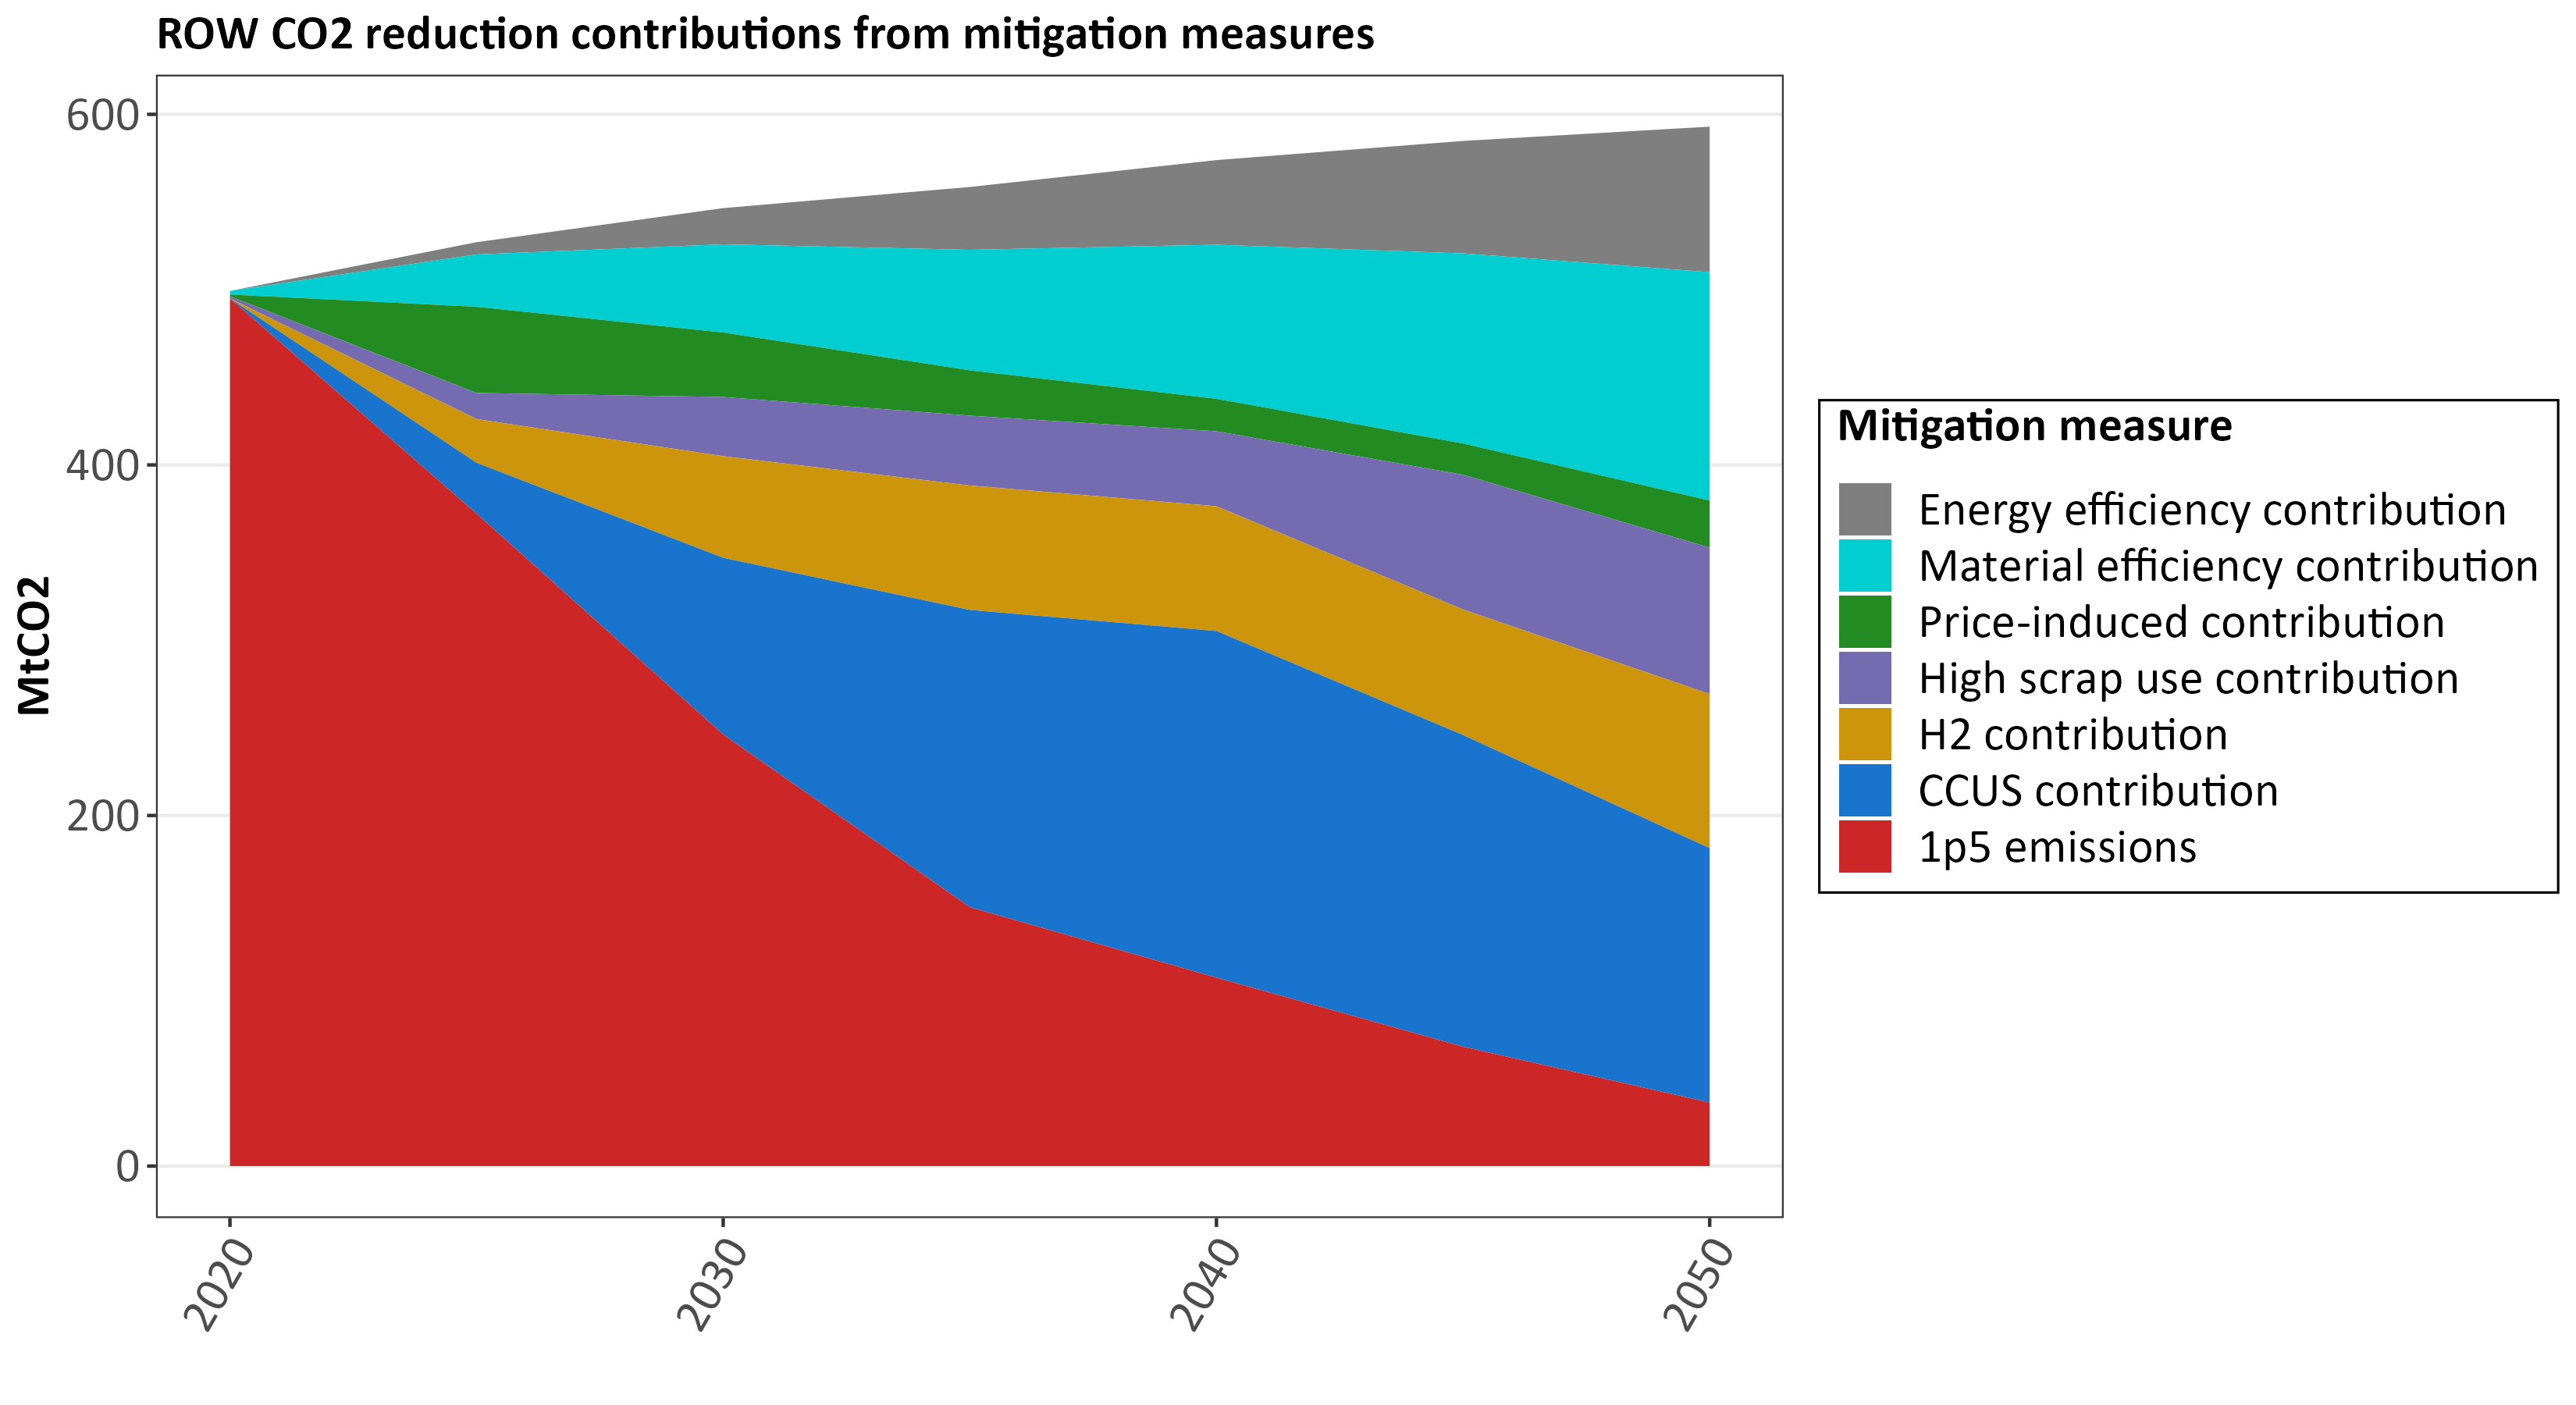 ROW CO2 reduction contributions from mitigation measures
600
400
200
0
MtCO2
2020
2030
2040
2050
Mitigation measure
Energy efficiency contribution
Material efficiency contribution
Price-induced contribution
High scrap use contribution
H2 contribution
CCUS contribution
1p5 emissions